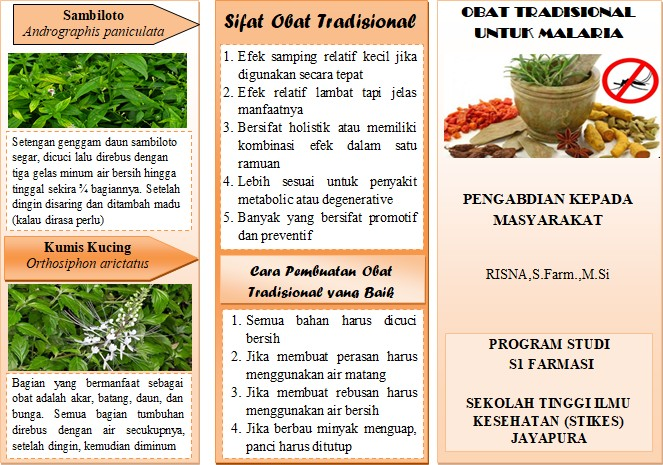 Sambiloto
Andrographis paniculata
Setengan genggam daun sambiloto
segar, dicuci lalu direbus dengan
tiga gelas minum air bersih hingga
tinggal sekira ¾ bagiannya. Setelah
dingin disaring dan ditambah madu
(kalau dirasa perlu)
Kumis Kucing
Orthosiphon arictatus
Bagian yang bermanfaat sebagai
obat adalah akar, batang, daun, dan
bunga. Semua bagian tumbuhan
direbus dengan air secukupnya,
setelah dingin, kemudian diminum
Sifat Obat Tradisional
1. Efek samping relatif kecil jika
digunakan secara tepat
2. Efek relatif lambat tapi jelas
manfaatnya
3. Bersifat holistik atau memiliki
kombinasi efek dalam satu
ramuan
4. Lebih sesuai untuk penyakit
metabolic atau degenerative
5. Banyak yang bersifat promotif
dan preventif
Cara Pembuatan Obat
Tradisional yang Baik
1. Semua bahan harus dicuci
bersih
2. Jika membuat perasan harus
menggunakan air matang
3. Jika membuat rebusan harus
menggunakan air bersih
4. Jika berbau minyak menguap,
panci harus ditutup
OBAT TRADISIONAL
UNTUK MALARIA
PENGABDIAN KEPADA
MASYARAKAT
RISNA,S.Farm.,M.Si
PROGRAM STUDI
S1 FARMASI
SEKOLAH TINGGI ILMU
KESEHATAN (STIKES)
JAYAPURA